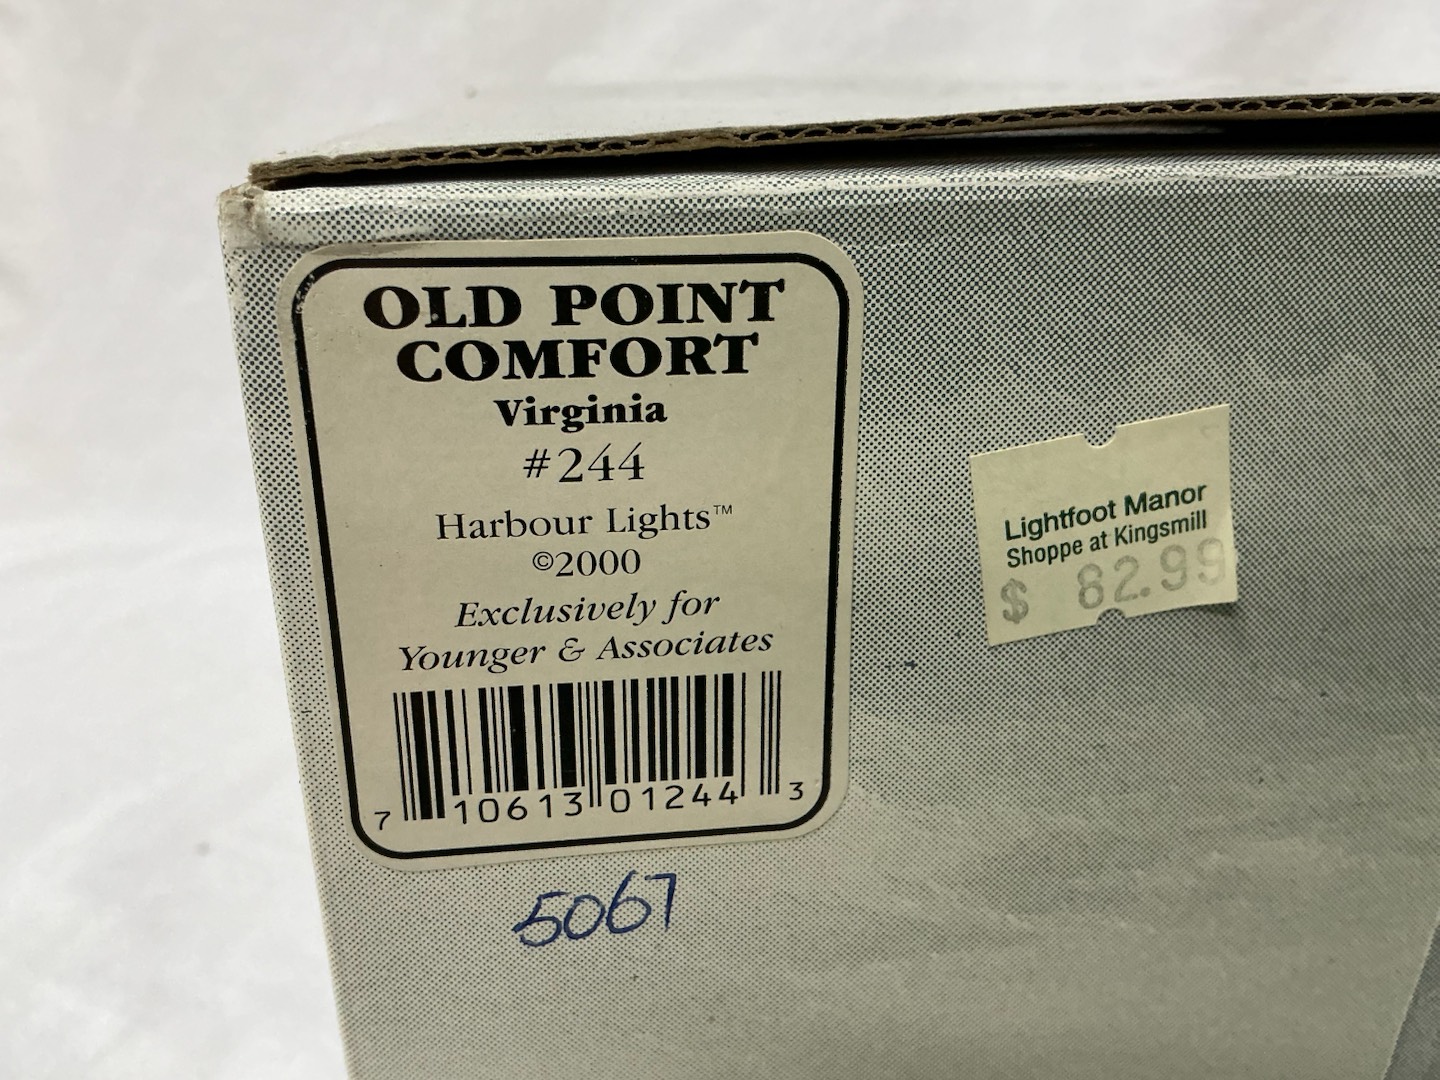 OLD POINT
COMFORT
Virginia
#244
Harbour Lights™
©2000
Exclusively for
Younger & Associates
7 10613 01244 3
5067
Lightfoot Manor
Shoppe at Kingsmill
$ 82.99